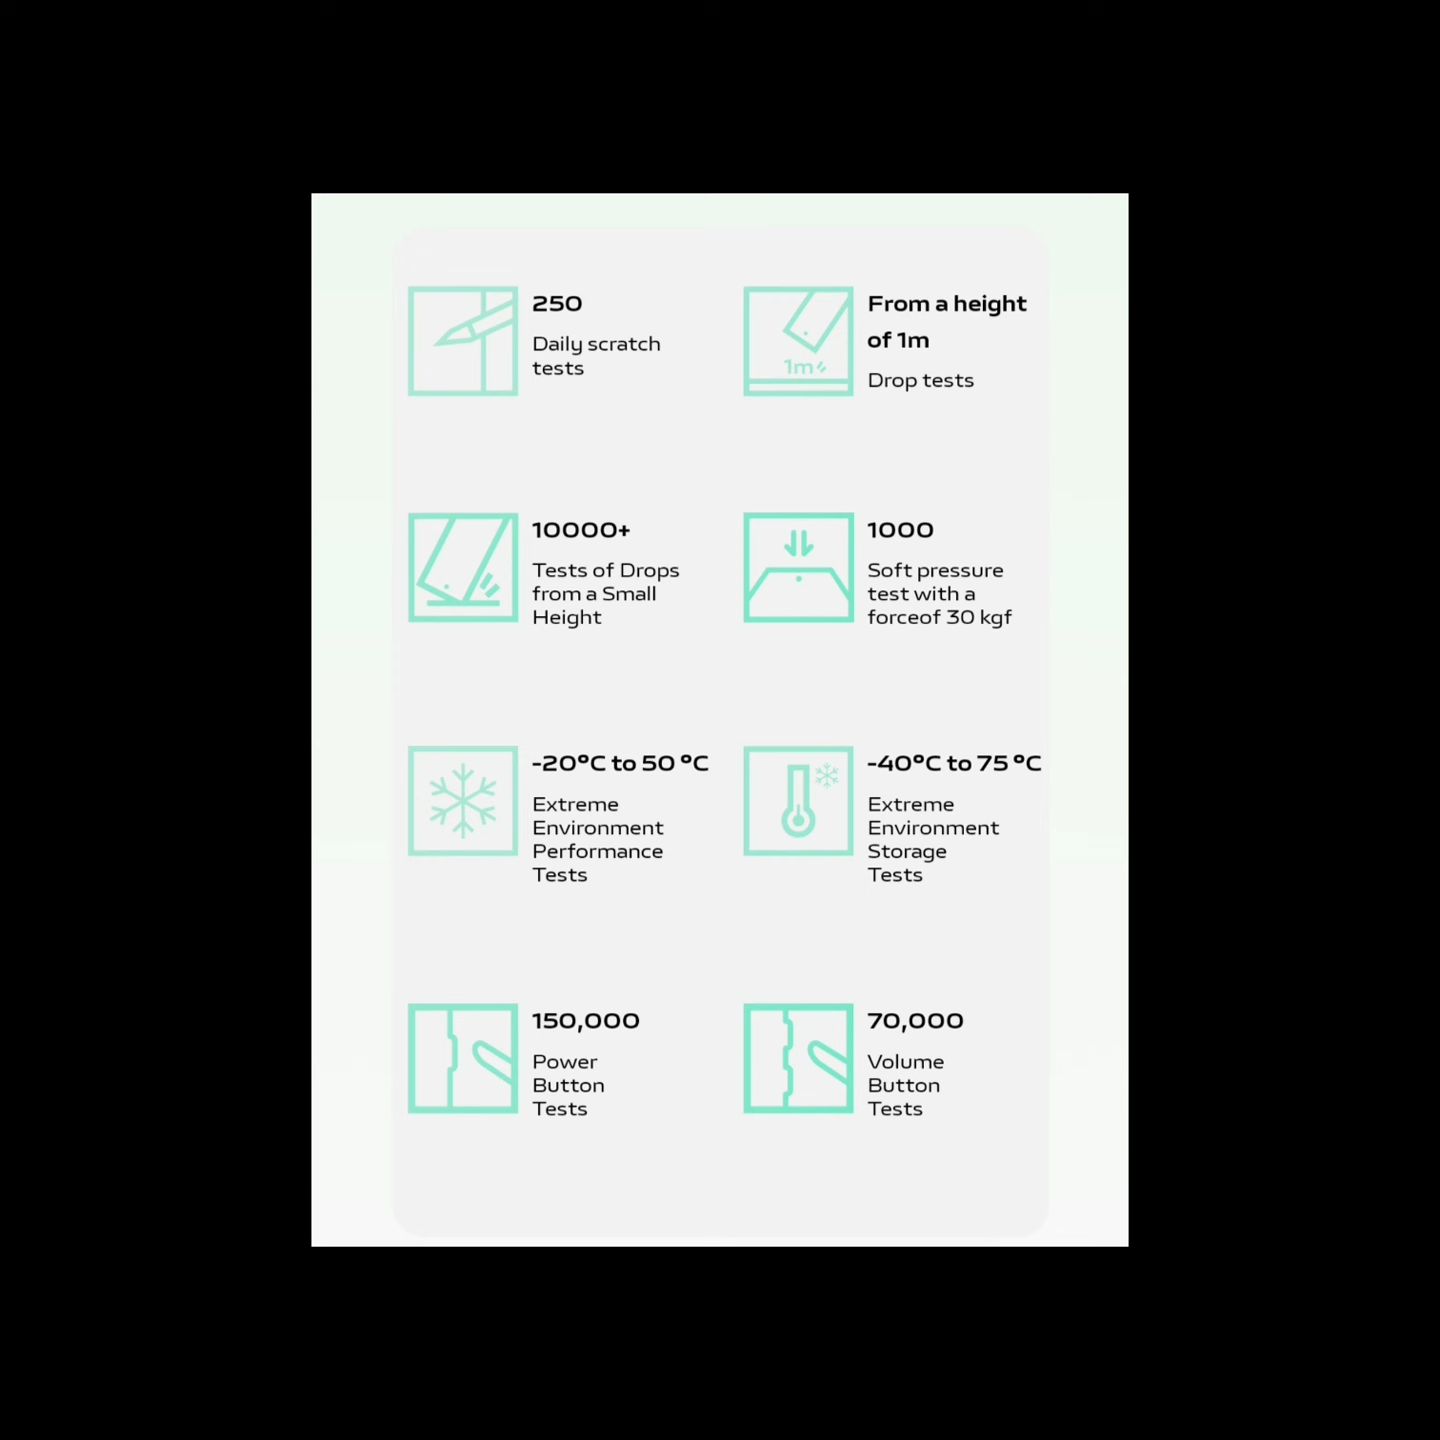 250
Daily scratch
tests
From a height
of 1m
Drop tests
1m
10000+
Tests of Drops
from a Small
Height
1000
Soft pressure
test with a
forceof 30 kgf
-20°C to 50 °C
Extreme
Environment
Performance
Tests
-40°C to 75 °C
Extreme
Environment
Storage
Tests
150,000
Power
Button
Tests
70,000
Volume
Button
Tests